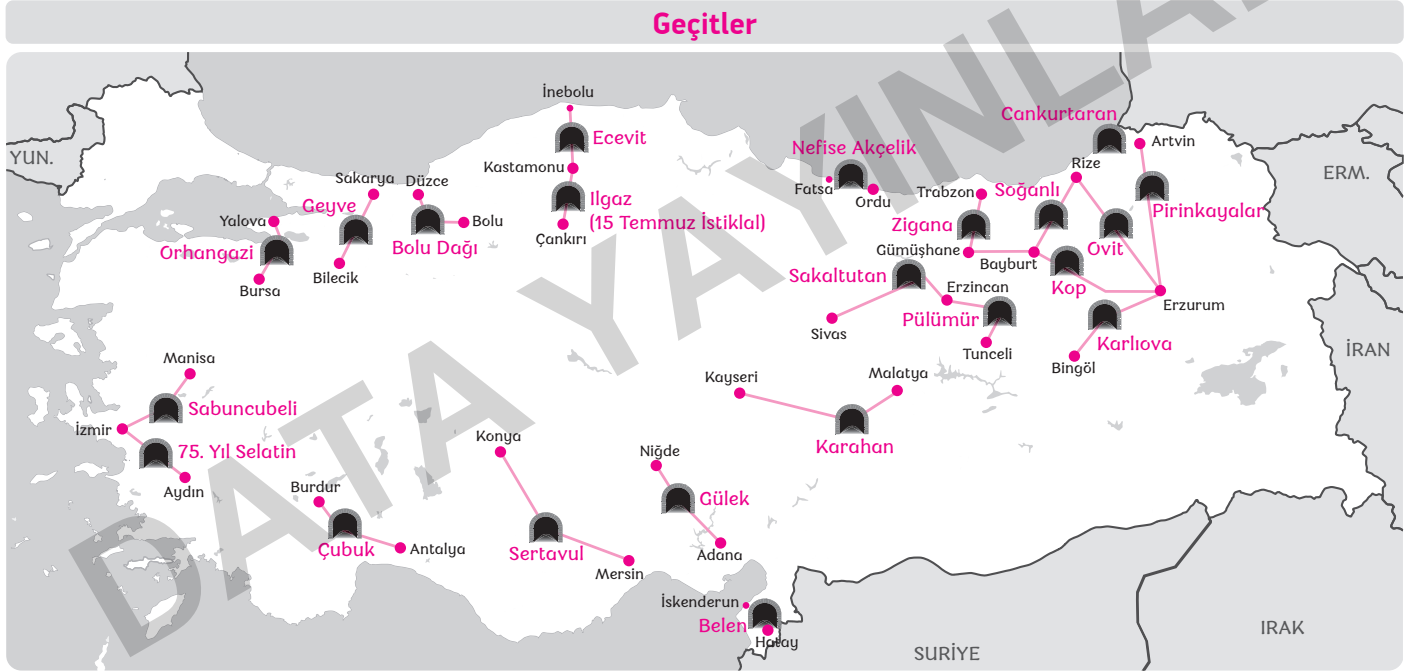 Geçitler
YUN.
ERM.
İRAN
IRAK
SURİYE
İnebolu
Ecevit
Kastamonu
Ilgaz
(15 Temmuz İstiklal)
Çankırı
Sakarya
Geyve
Bilecik
Düzce
Bolu
Bolu Dağı
Yalova
Orhangazi
Bursa
Nefise Akçelik
Fatsa
Ordu
Cankurtaran
Artvin
Pirinkayalar
Rize
Soğanlı
Ovit
Trabzon
Zigana
Gümüşhane
Bayburt
Kop
Erzurum
Sakaltutan
Sivas
Erzincan
Pülümür
Tunceli
Karlıova
Bingöl
Manisa
Sabuncubeli
İzmir
75. Yıl Selatin
Aydın
Burdur
Çubuk
Antalya
Konya
Sertavul
Mersin
Niğde
Gülek
Adana
Kayseri
Malatya
Karahan
İskenderun
Belen
Hatay
DATA YAYINLA